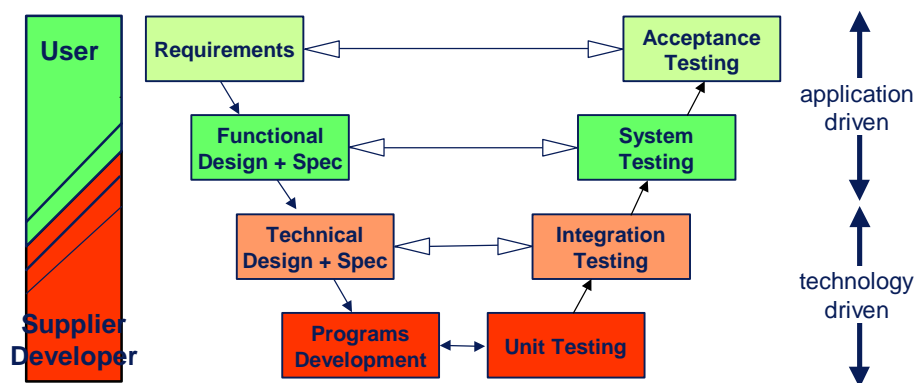 User
Requirements
Acceptance
Testing
application
driven
Functional
Design + Spec
System
Testing
Technical
Design + Spec
Integration
Testing
technology
driven
Supplier
Developer
Programs
Development
Unit Testing